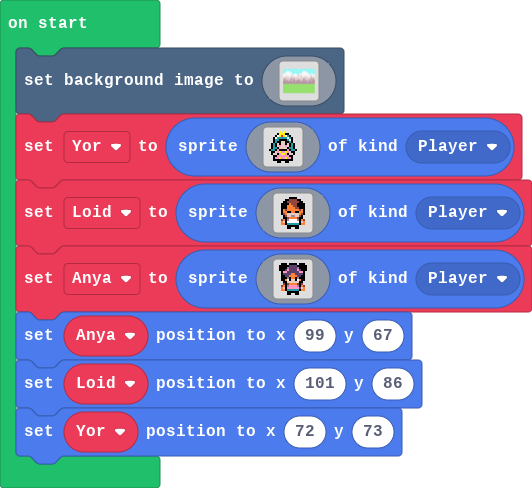 on start
set background image to
set Yor to sprite of kind Player
set Loid to sprite of kind Player
set Anya to sprite of kind Player
set Anya position to x 99 y 67
set Loid position to x 101 y 86
set Yor position to x 72 y 73